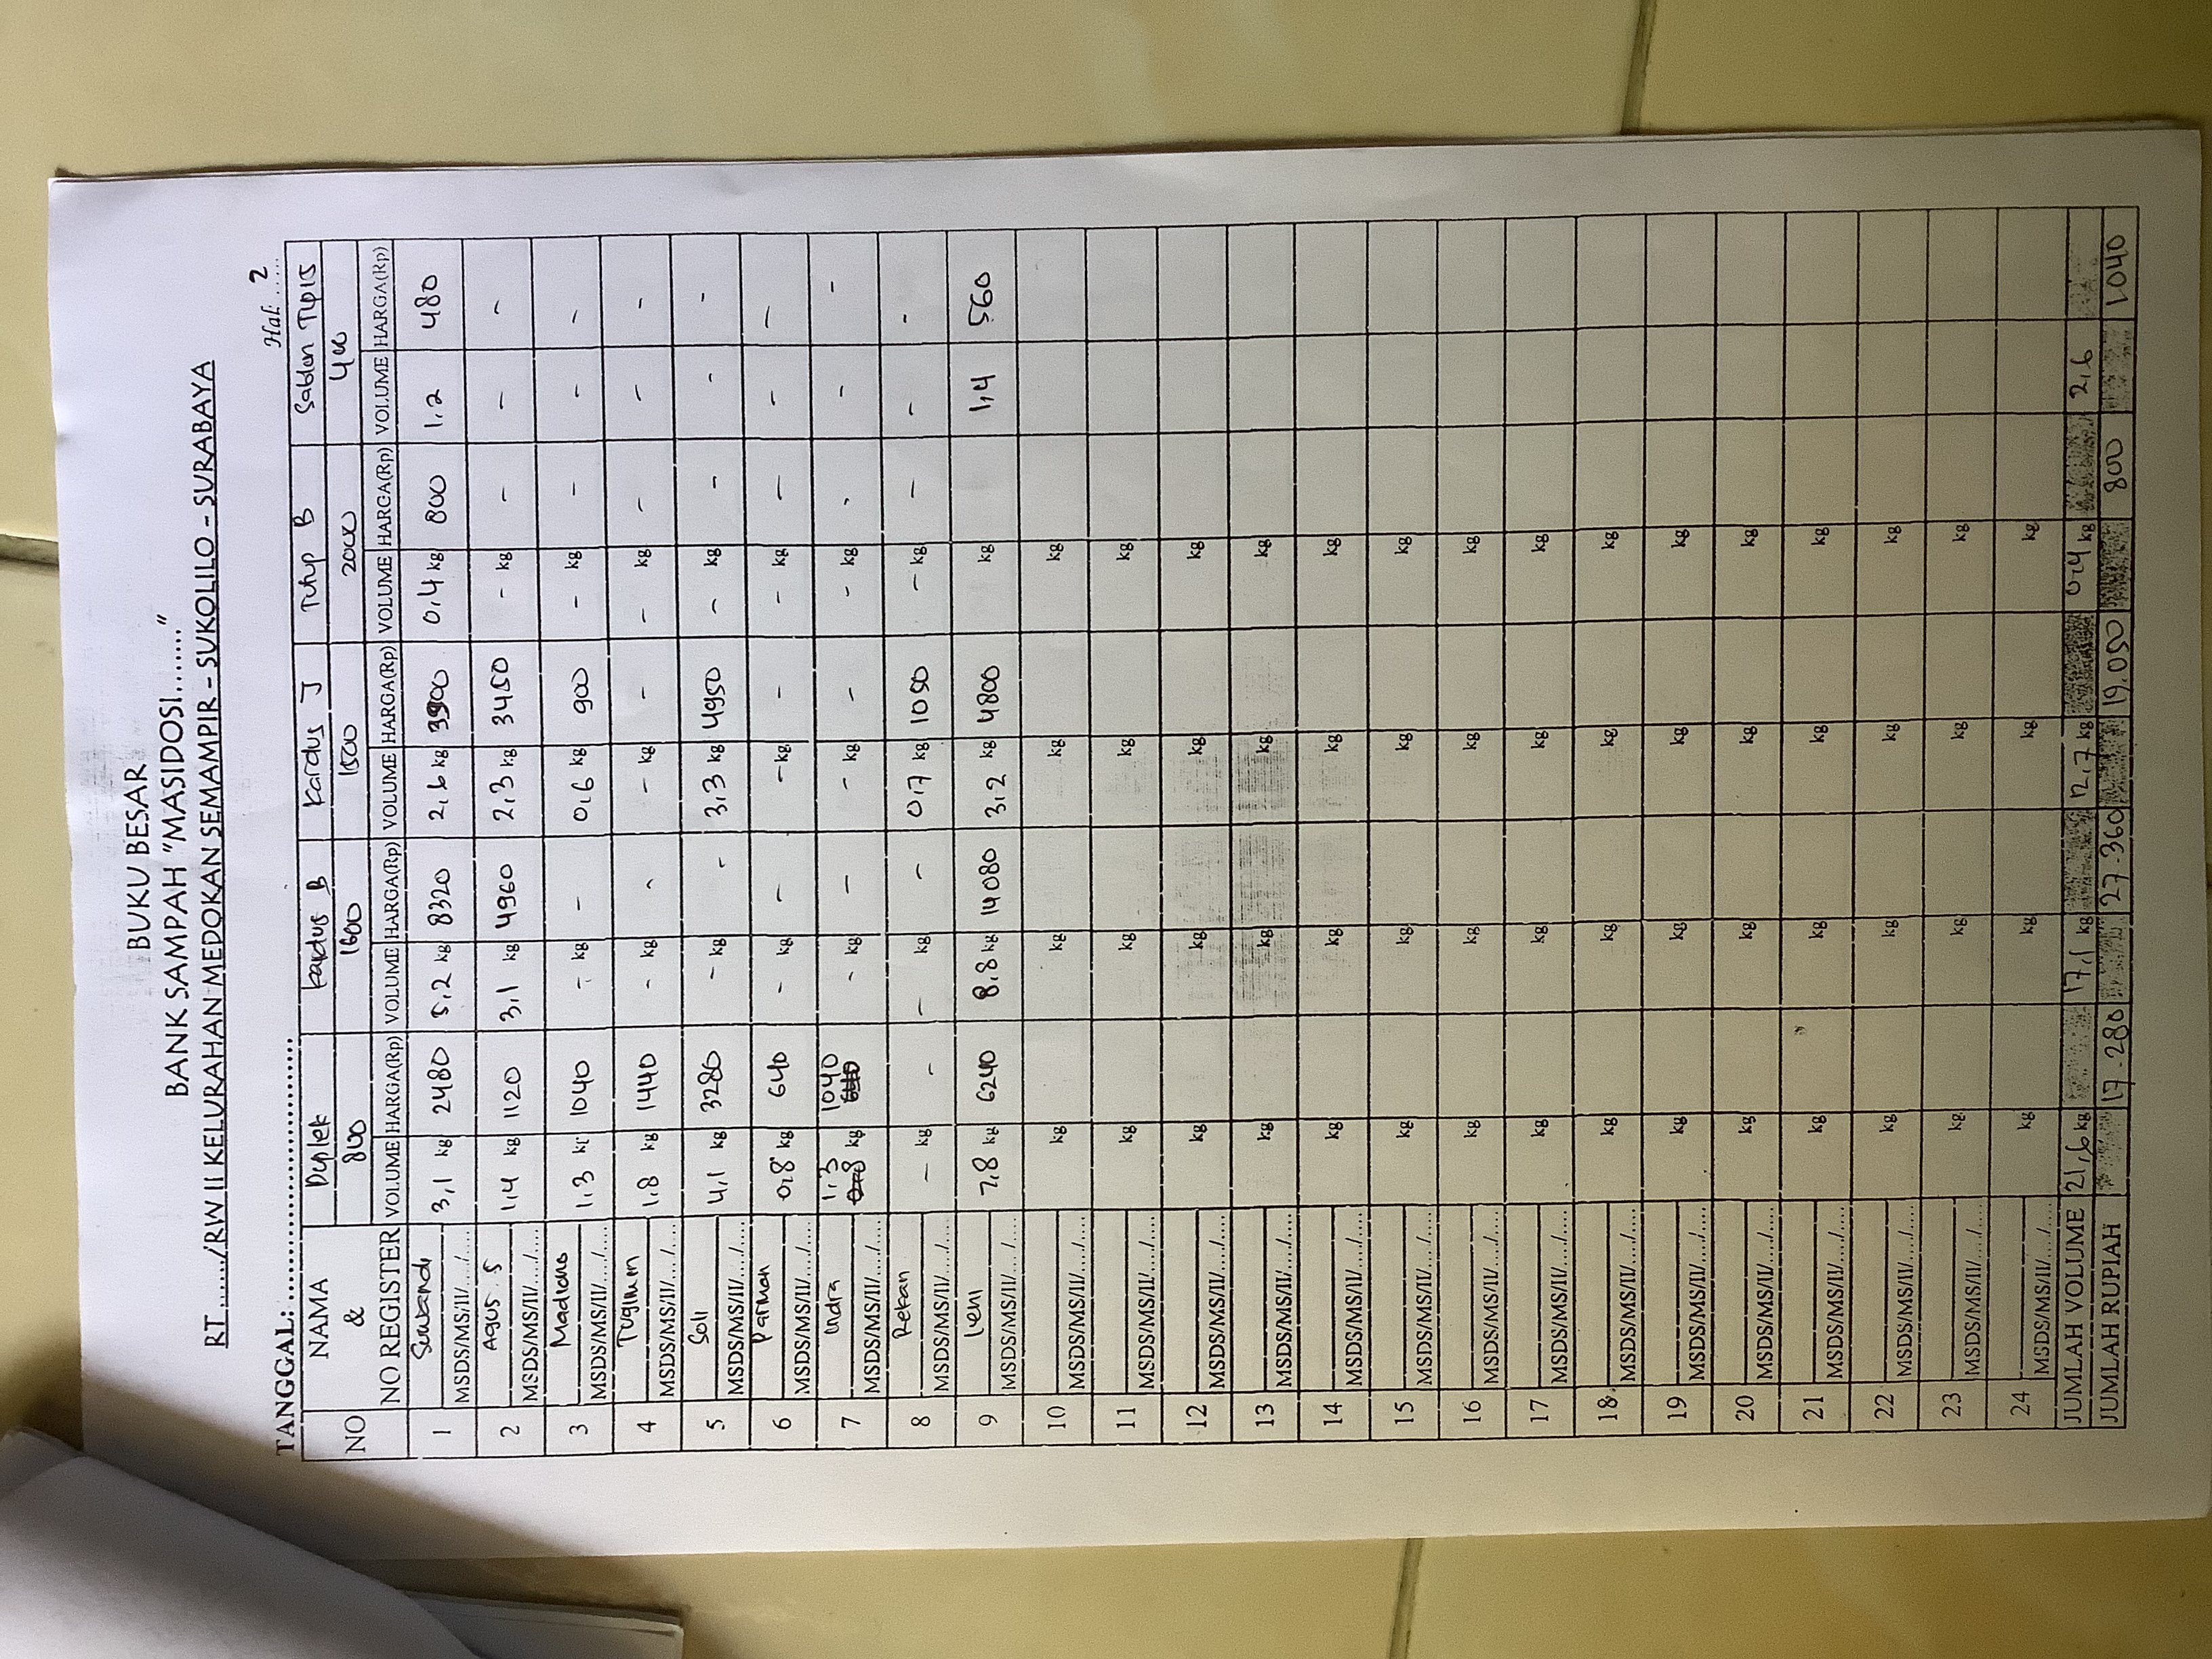 BUKU BESAR
BANK SAMPAH "MASIDOSI......."
RT ....../RW II KELURAHAN MEDOKAN SEMAMPIR - SUKOLILO - SURABAYA
TANGGAL: ............................ Hal: 2
NO NAMA & NO REGISTER Duplek Kardus B Kardus J Tutup B Sablon Tipis
800 1600 1500 2000 400
VOLUME HARGA(Rp) VOLUME HARGA(Rp) VOLUME HARGA(Rp) VOLUME HARGA(Rp) VOLUME HARGA(Rp)
1 Suwandi 3,1 kg 2480 5,2 kg 8320 2,6 kg 3900 0,4 kg 800 1,2 480
MSDS/MS/II/..../....
2 Agus. S 1,4 kg 1120 3,1 kg 4960 2,3 kg 3450 - kg - - -
MSDS/MS/II/..../....
3 Madiono 1,3 kg 1040 - kg - 0,6 kg 900 - kg - - -
MSDS/MS/II/..../....
4 Tugimen 1,8 kg 1440 - kg - - kg - - kg - - -
MSDS/MS/II/..../....
5 Soli 4,1 kg 3280 - kg - 3,3 kg 4950 - kg - - -
MSDS/MS/II/..../....
6 Parman 0,8 kg 640 - kg - - kg - - kg - - -
MSDS/MS/II/..../....
7 Indra 1,3 kg 1040 - kg - - kg - - kg - - -
MSDS/MS/II/..../....
8 Rekan - kg - - kg - 0,7 kg 1050 - kg - - -
MSDS/MS/II/..../....
9 Leni 7,8 kg 6240 8,8 kg 14080 3,2 kg 4800 kg 1,4 560
MSDS/MS/II/..../....
10 kg kg kg kg
MSDS/MS/II/..../....
11 kg kg kg kg
MSDS/MS/II/..../....
12 kg kg kg kg
MSDS/MS/II/..../....
13 kg kg kg kg
MSDS/MS/II/..../....
14 kg kg kg kg
MSDS/MS/II/..../....
15 kg kg kg kg
MSDS/MS/II/..../....
16 kg kg kg kg
MSDS/MS/II/..../....
17 kg kg kg kg
MSDS/MS/II/..../....
18 kg kg kg kg
MSDS/MS/II/..../....
19 kg kg kg kg
MSDS/MS/II/..../....
20 kg kg kg kg
MSDS/MS/II/..../....
21 kg kg kg kg
MSDS/MS/II/..../....
22 kg kg kg kg
MSDS/MS/II/..../....
23 kg kg kg kg
MSDS/MS/II/..../....
24 kg kg kg kg
MSDS/MS/II/..../....
JUMLAH VOLUME 21,6 kg 17,1 kg 12,7 kg 0,4 kg 2,6
JUMLAH RUPIAH 17.280 27.360 19.050 800 1.040